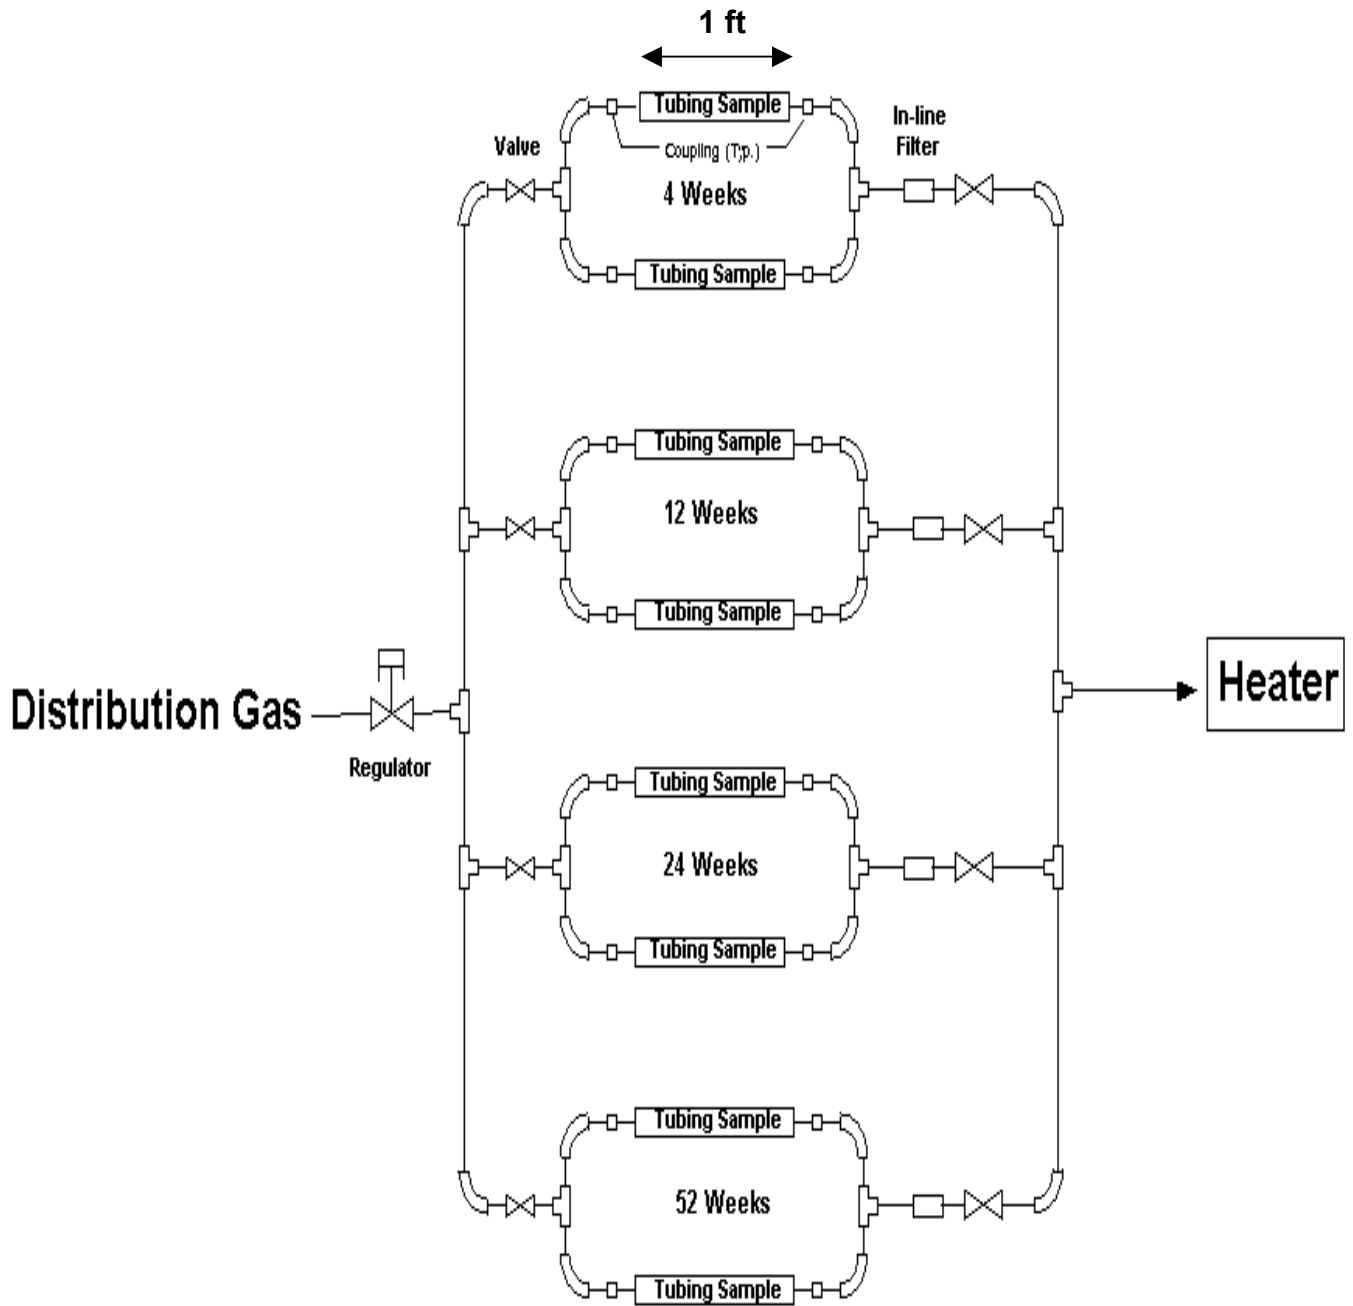 1 ft
Tubing Sample
In-line
Filter
Valve
Coupling (Typ.)
4 Weeks
Tubing Sample
Tubing Sample
12 Weeks
Tubing Sample
Distribution Gas
Heater
Regulator
Tubing Sample
24 Weeks
Tubing Sample
Tubing Sample
52 Weeks
Tubing Sample